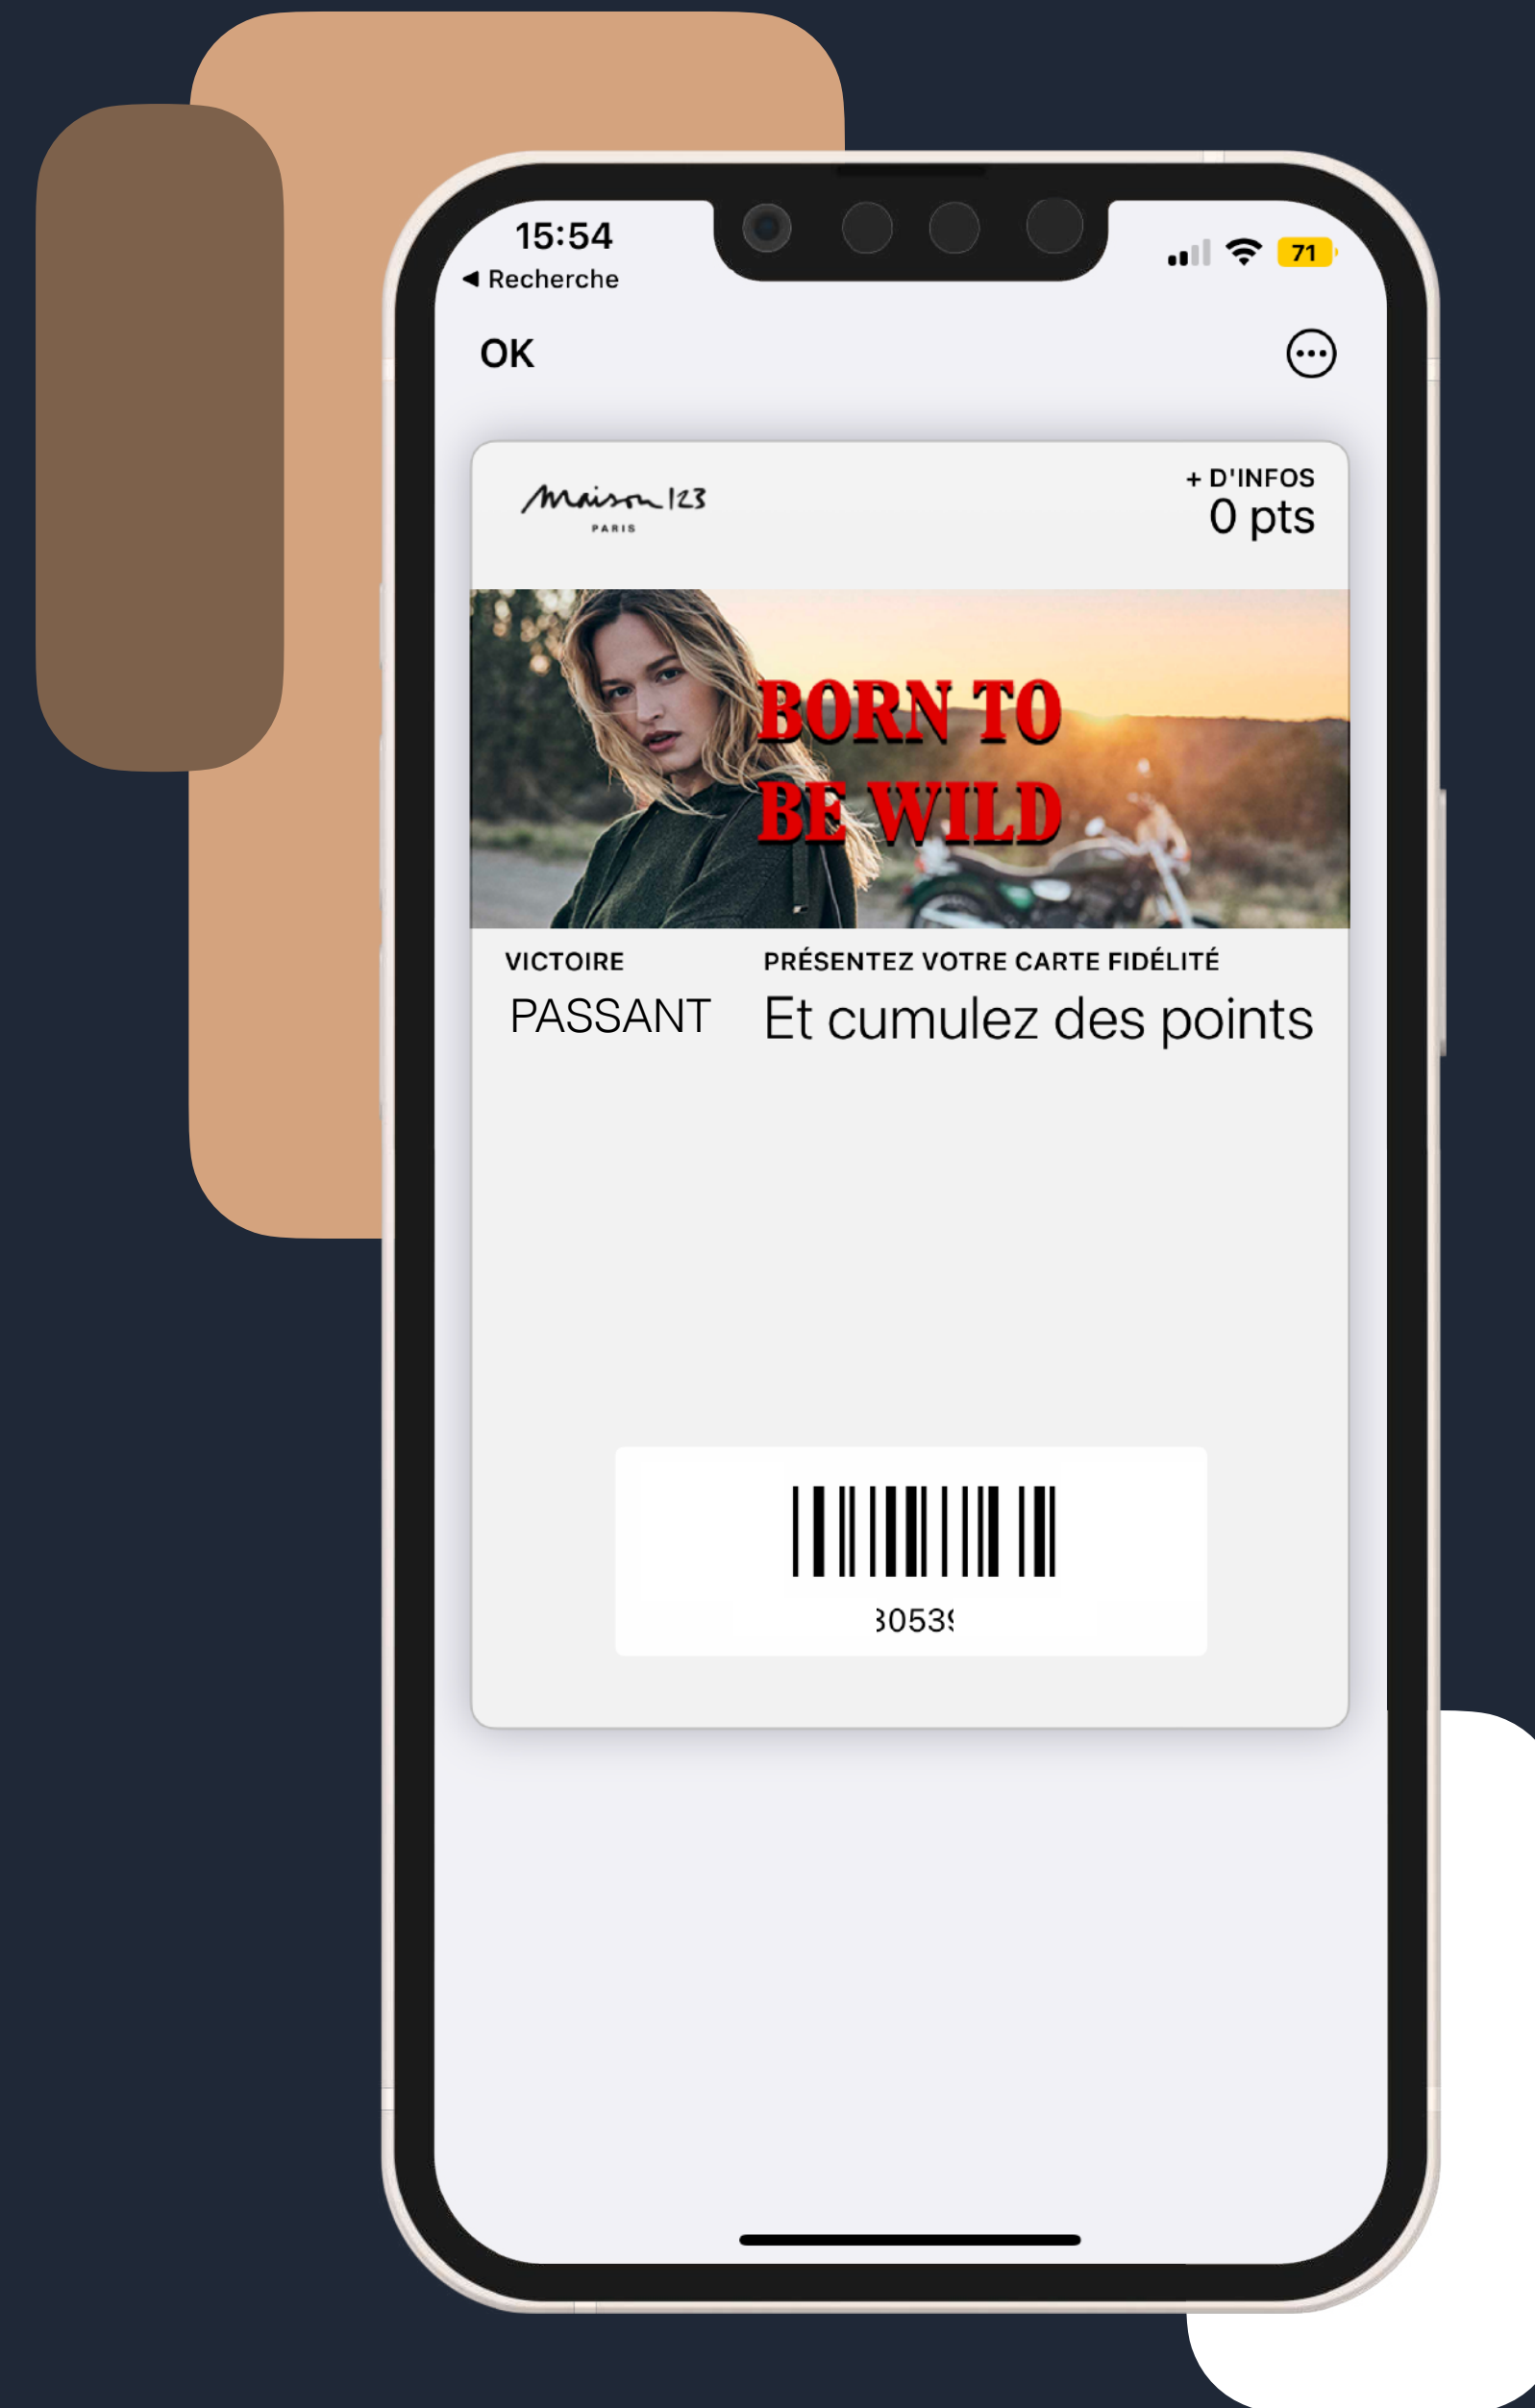 15:54
71
◀ Recherche
OK
Maison 123
PARIS
+ D'INFOS
0 pts
BORN TO
BE WILD
VICTOIRE
PRÉSENTEZ VOTRE CARTE FIDÉLITÉ
PASSANT
Et cumulez des points
30539